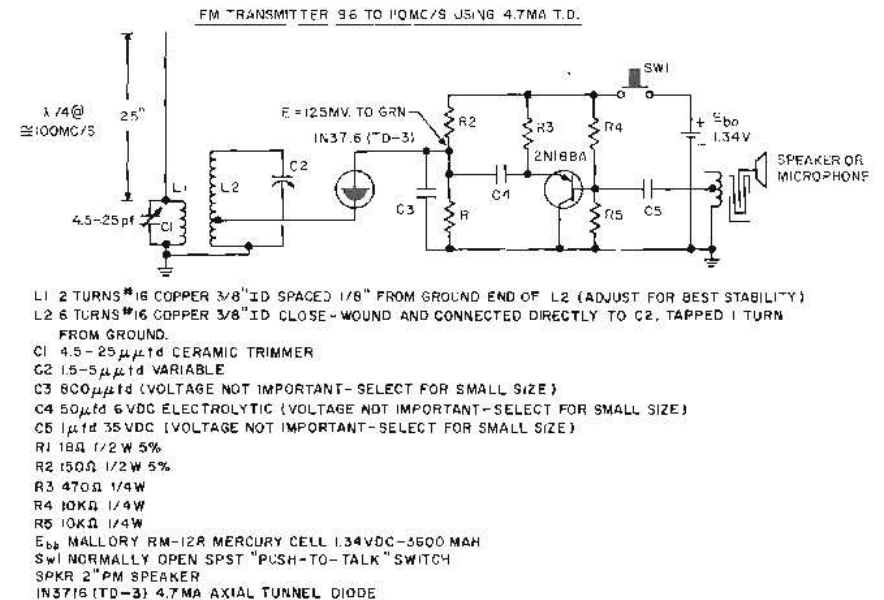 FM TRANSMITTER 96 TO 110MC/S USING 4.7MA T.D.
λ/4@
≅100MC/S
25"
L1
L2
C2
4.5-25pf
C1
E=125MV. TO GRN
IN37.6 (TD-3)
C3
R2
R
C4
R3
2N188A
R4
R5
C5
SW1
+ Ebo
- 1.34V
SPEAKER OR
MICROPHONE
L1 2 TURNS #16 COPPER 3/8" ID SPACED 1/8" FROM GROUND END OF L2 (ADJUST FOR BEST STABILITY)
L2 6 TURNS #16 COPPER 3/8" ID CLOSE-WOUND AND CONNECTED DIRECTLY TO C2, TAPPED 1 TURN
FROM GROUND.
C1 4.5-25 μμfd CERAMIC TRIMMER
C2 1.5-5μμfd VARIABLE
C3 800μμfd (VOLTAGE NOT IMPORTANT-SELECT FOR SMALL SIZE)
C4 50μfd 6VDC ELECTROLYTIC (VOLTAGE NOT IMPORTANT-SELECT FOR SMALL SIZE)
C5 1μfd 35VDC (VOLTAGE NOT IMPORTANT-SELECT FOR SMALL SIZE)
R1 18Ω 1/2W 5%
R2 150Ω 1/2W 5%
R3 470Ω 1/4W
R4 10KΩ 1/4W
R5 10KΩ 1/4W
Ebb MALLORY RM-12R MERCURY CELL 1.34VDC-3600 MAH
SW1 NORMALLY OPEN SPST "PUSH-TO-TALK" SWITCH
SPKR 2" PM SPEAKER
IN3716 (TD-3) 4.7MA AXIAL TUNNEL DIODE